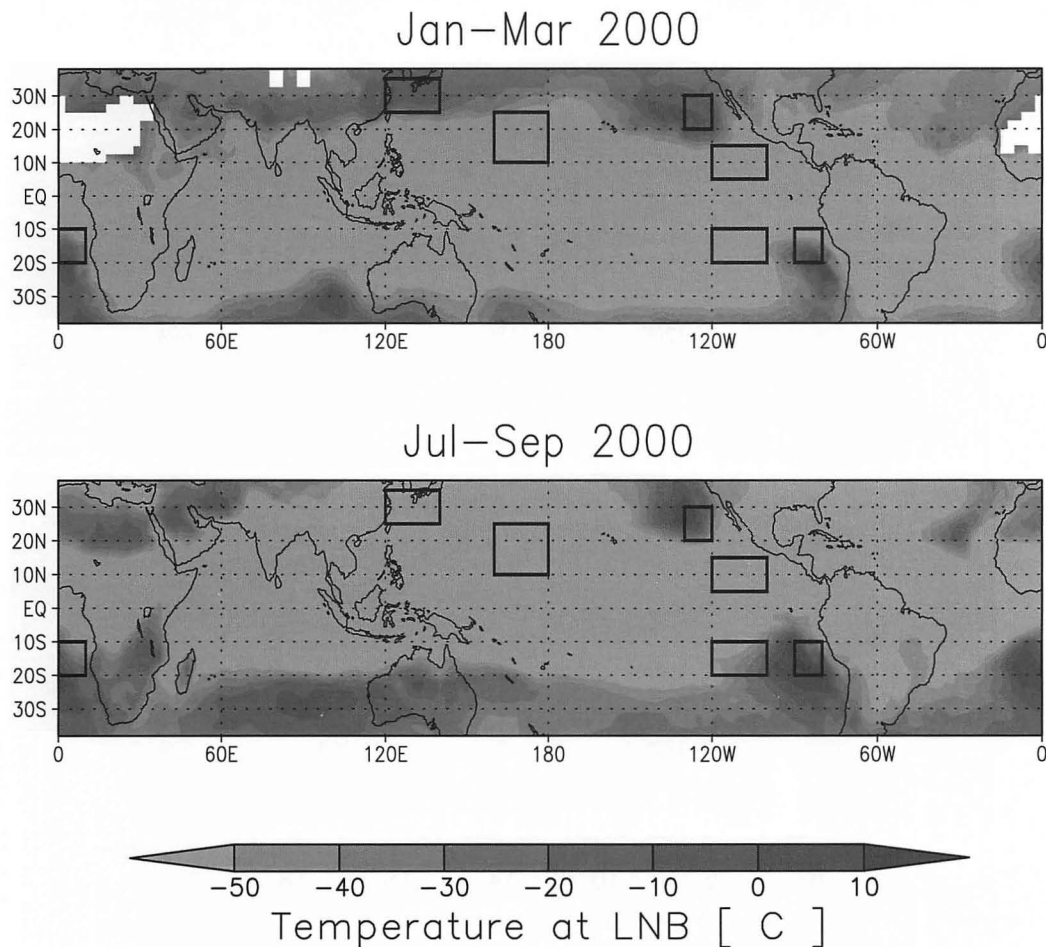 Jan-Mar 2000
30N
20N
10N
EQ
10S
20S
30S
0 60E 120E 180 120W 60W 0
Jul-Sep 2000
30N
20N
10N
EQ
10S
20S
30S
0 60E 120E 180 120W 60W 0
-50 -40 -30 -20 -10 0 10
Temperature at LNB [ C ]